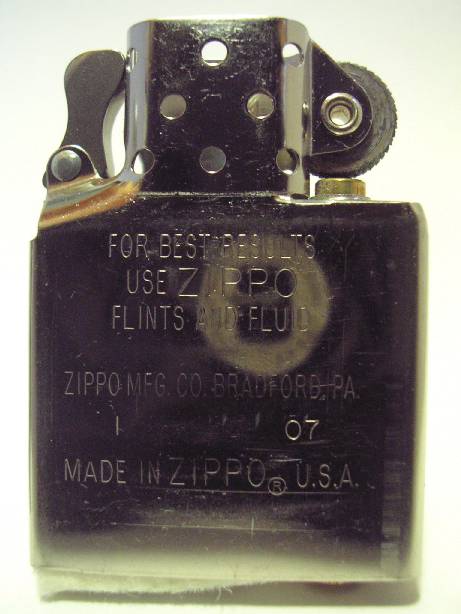 FOR BEST RESULTS
USE ZIPPO
FLINTS AND FLUID
ZIPPO MFG. CO. BRADFORD, PA.
I 07
MADE IN ZIPPO® U.S.A.